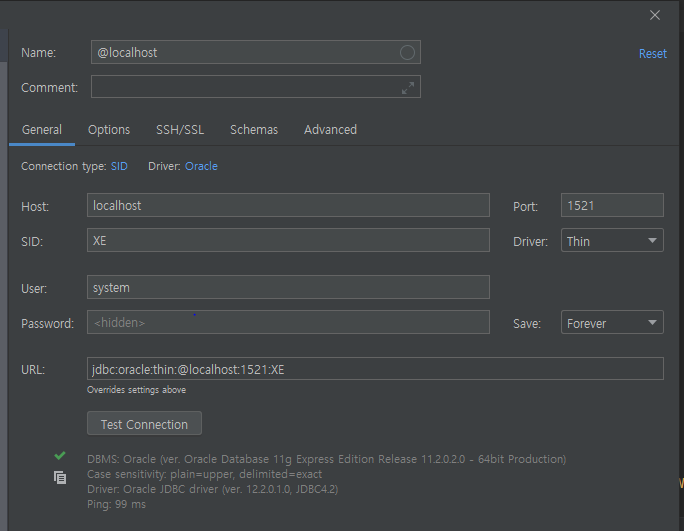 Name: @localhost Reset
Comment:
General Options SSH/SSL Schemas Advanced
Connection type: SID Driver: Oracle
Host: localhost Port: 1521
SID: XE Driver: Thin
User: system
Password: <hidden> Save: Forever
URL: jdbc:oracle:thin:@localhost:1521:XE
Overrides settings above
Test Connection
DBMS: Oracle (ver. Oracle Database 11g Express Edition Release 11.2.0.2.0 - 64bit Production)
Case sensitivity: plain=upper, delimited=exact
Driver: Oracle JDBC driver (ver. 12.2.0.1.0, JDBC4.2)
Ping: 99 ms